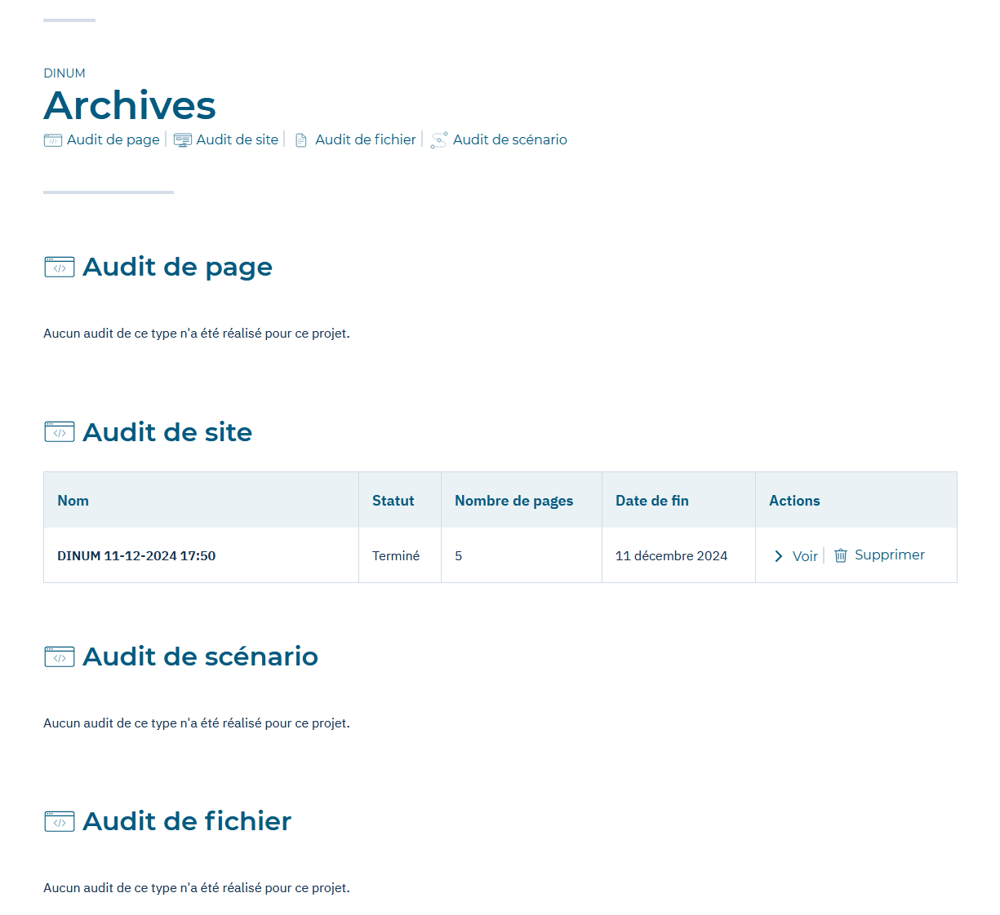 DINUM
Archives
Audit de page Audit de site Audit de fichier Audit de scénario
Audit de page
Aucun audit de ce type n'a été réalisé pour ce projet.
Audit de site
Nom Statut Nombre de pages Date de fin Actions
DINUM 11-12-2024 17:50 Terminé 5 11 décembre 2024 Voir Supprimer
Audit de scénario
Aucun audit de ce type n'a été réalisé pour ce projet.
Audit de fichier
Aucun audit de ce type n'a été réalisé pour ce projet.